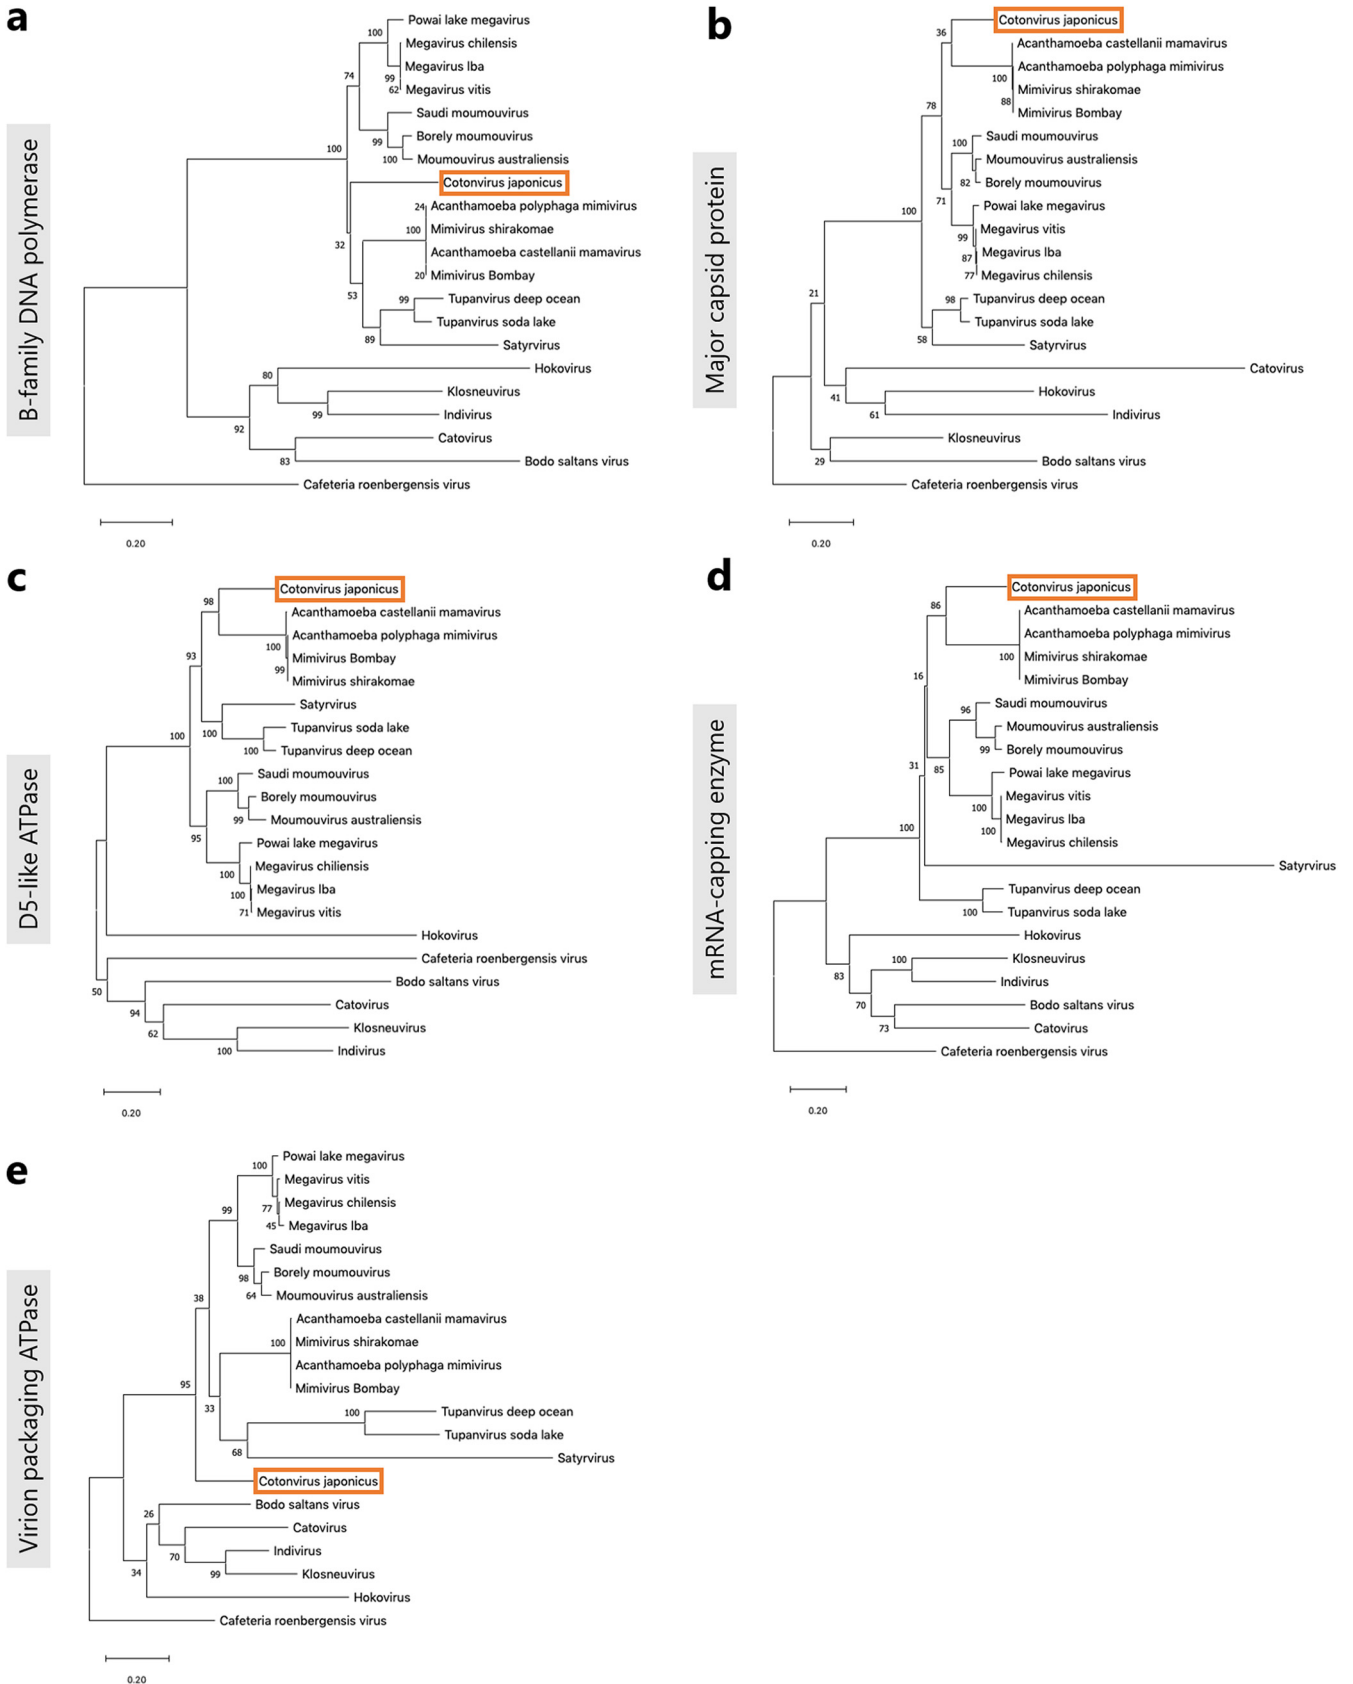 a
B-family DNA polymerase
Powai lake megavirus
100
Megavirus chilensis
74
Megavirus lba
99
62
Megavirus vitis
Saudi moumouvirus
99
Borely moumouvirus
100
100
Moumouvirus australiensis
Cotonvirus japonicus
24
Acanthamoeba polyphaga mimivirus
100
Mimivirus shirakomae
32
Acanthamoeba castellanii mamavirus
20
Mimivirus Bombay
53
99
Tupanvirus deep ocean
Tupanvirus soda lake
89
Satyrvirus
80
Hokovirus
Klosneuvirus
99
Indivirus
92
Catovirus
83
Bodo saltans virus
Cafeteria roenbergensis virus
0.20
b
Major capsid protein
Cotonvirus japonicus
36
Acanthamoeba castellanii mamavirus
Acanthamoeba polyphaga mimivirus
100
Mimivirus shirakomae
88
78
Mimivirus Bombay
Saudi moumouvirus
100
Moumouvirus australiensis
82
Borely moumouvirus
71
Powai lake megavirus
100
Megavirus vitis
99
Megavirus lba
87
77
Megavirus chilensis
21
98
Tupanvirus deep ocean
Tupanvirus soda lake
58
Satyrvirus
Catovirus
41
Hokovirus
61
Indivirus
Klosneuvirus
29
Bodo saltans virus
Cafeteria roenbergensis virus
0.20
c
D5-like ATPase
Cotonvirus japonicus
98
Acanthamoeba castellanii mamavirus
Acanthamoeba polyphaga mimivirus
100
93
Mimivirus Bombay
99
Mimivirus shirakomae
Satyrvirus
Tupanvirus soda lake
100
100
100
Tupanvirus deep ocean
Saudi moumouvirus
100
Borely moumouvirus
99
Moumouvirus australiensis
95
Powai lake megavirus
100
Megavirus chiliensis
100
Megavirus lba
71
Megavirus vitis
Hokovirus
Cafeteria roenbergensis virus
50
Bodo saltans virus
94
Catovirus
62
Klosneuvirus
100
Indivirus
0.20
d
mRNA-capping enzyme
Cotonvirus japonicus
86
Acanthamoeba castellanii mamavirus
Acanthamoeba polyphaga mimivirus
100
Mimivirus shirakomae
16
Mimivirus Bombay
96
Saudi moumouvirus
Moumouvirus australiensis
99
Borely moumouvirus
31
85
Powai lake megavirus
Megavirus vitis
100
Megavirus lba
100
100
Megavirus chilensis
Satyrvirus
Tupanvirus deep ocean
100
Tupanvirus soda lake
Hokovirus
100
Klosneuvirus
83
Indivirus
70
Bodo saltans virus
73
Catovirus
Cafeteria roenbergensis virus
0.20
e
Virion packaging ATPase
Powai lake megavirus
100
Megavirus vitis
Megavirus chilensis
99
77
45
Megavirus lba
Saudi moumouvirus
98
Borely moumouvirus
64
Moumouvirus australiensis
38
Acanthamoeba castellanii mamavirus
100
Mimivirus shirakomae
Acanthamoeba polyphaga mimivirus
95
Mimivirus Bombay
33
100
Tupanvirus deep ocean
Tupanvirus soda lake
68
Satyrvirus
Cotonvirus japonicus
Bodo saltans virus
26
Catovirus
70
Indivirus
99
34
Klosneuvirus
Hokovirus
Cafeteria roenbergensis virus
0.20